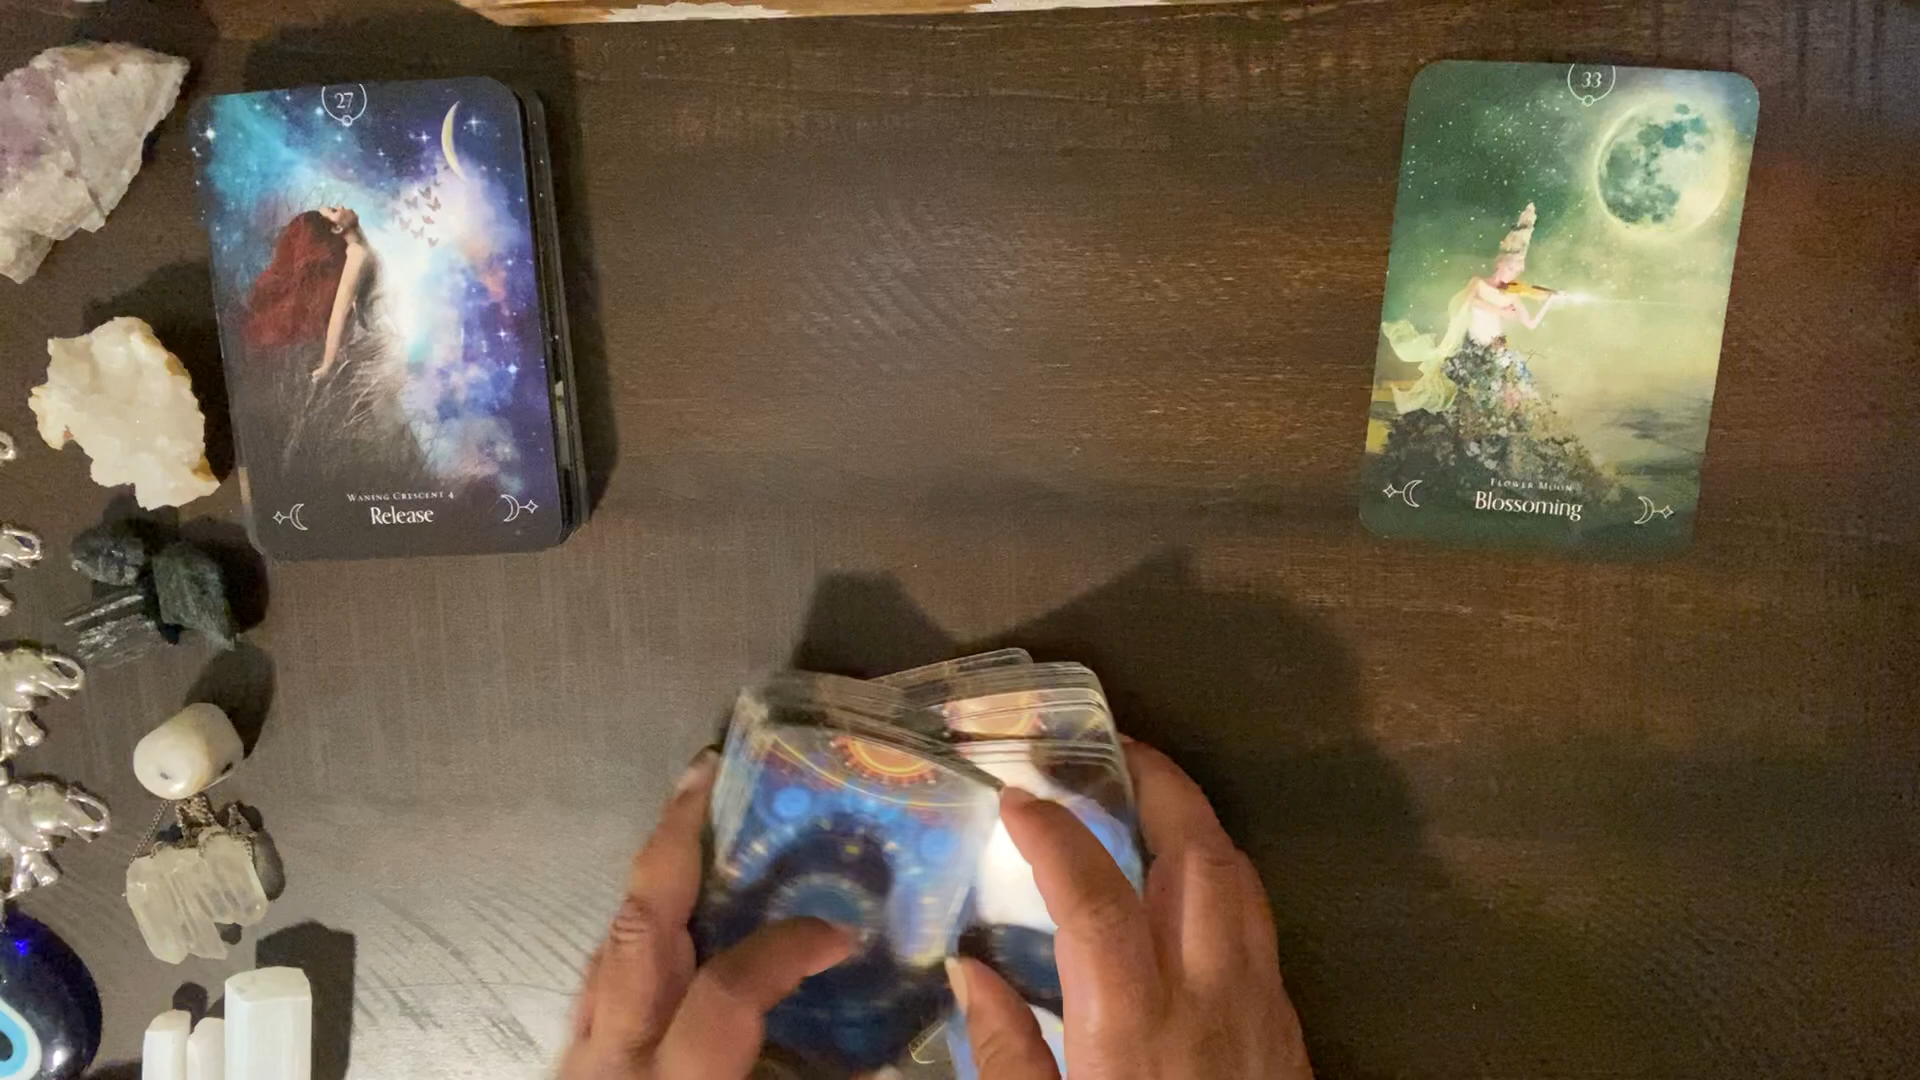 27
Waning Crescent 4
Release
33
Flower Moon
Blossoming